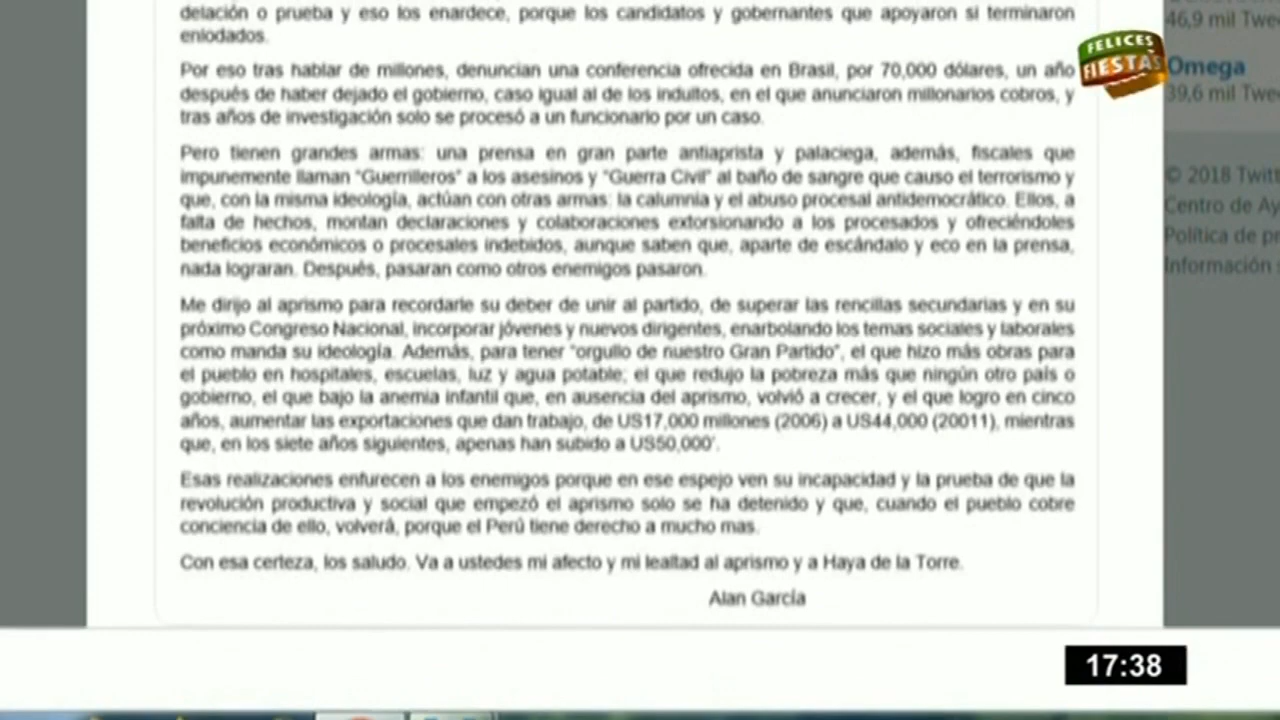 delación o prueba y eso los enardece, porque los candidatos y gobernantes que apoyaron si terminaron
enlodados.
Por eso tras hablar de millones, denuncian una conferencia ofrecida en Brasil, por 70,000 dólares, un año
después de haber dejado el gobierno, caso igual al de los indultos, en el que anunciaron millonarios cobros, y
tras años de investigación solo se procesó a un funcionario por un caso.
Pero tienen grandes armas: una prensa en gran parte antiaprista y palaciega, además, fiscales que
impunemente llaman "Guerrilleros" a los asesinos y "Guerra Civil" al baño de sangre que causo el terrorismo y
que, con la misma ideología, actúan con otras armas: la calumnia y el abuso procesal antidemocrático. Ellos, a
falta de hechos, montan declaraciones y colaboraciones extorsionando a los procesados y ofreciéndoles
beneficios económicos o procesales indebidos, aunque saben que, aparte de escándalo y eco en la prensa,
nada lograran. Después, pasaran como otros enemigos pasaron.
Me dirijo al aprismo para recordarle su deber de unir al partido, de superar las rencillas secundarias y en su
próximo Congreso Nacional, incorporar jóvenes y nuevos dirigentes, enarbolando los temas sociales y laborales
como manda su ideología. Además, para tener "orgullo de nuestro Gran Partido", el que hizo más obras para
el pueblo en hospitales, escuelas, luz y agua potable; el que redujo la pobreza más que ningún otro país o
gobierno, el que bajo la anemia infantil que, en ausencia del aprismo, volvió a crecer, y el que logro en cinco
años, aumentar las exportaciones que dan trabajo, de US17,000 millones (2006) a US44,000 (20011), mientras
que, en los siete años siguientes, apenas han subido a US50,000'.
Esas realizaciones enfurecen a los enemigos porque en ese espejo ven su incapacidad y la prueba de que la
revolución productiva y social que empezó el aprismo solo se ha detenido y que, cuando el pueblo cobre
conciencia de ello, volverá, porque el Perú tiene derecho a mucho mas.
Con esa certeza, los saludo. Va a ustedes mi afecto y mi lealtad al aprismo y a Haya de la Torre.
Alan García
FELICES
FIESTAS
46,9 mil Twe
Omega
39,6 mil Twe
© 2018 Twitt
Centro de Ay
Política de pr
Información
17:38